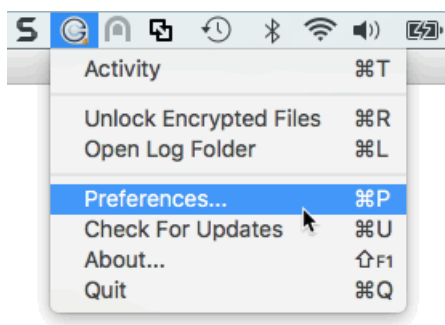 Activity ⌘T
Unlock Encrypted Files ⌘R
Open Log Folder ⌘L
Preferences... ⌘P
Check For Updates ⌘U
About... ⇧F1
Quit ⌘Q